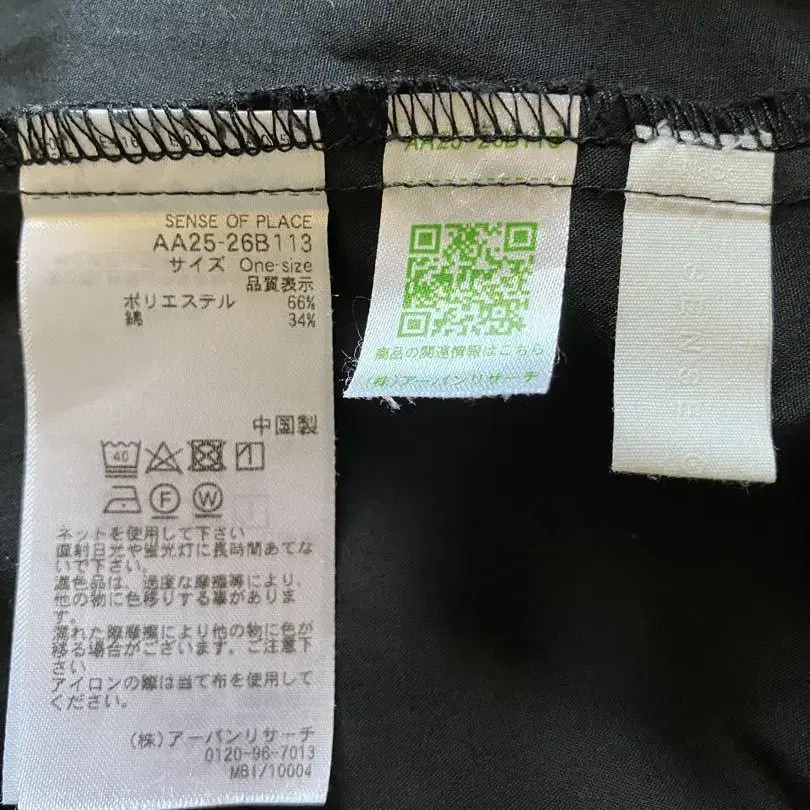 SENSE OF PLACE
AA25-26B113
サイズ One-size
品質表示
ポリエステル 66%
綿 34%
中国製
40
1
F
W
ネットを使用して下さい
直射日光や蛍光灯に長時間あてな
いで下さい。
濃色品は、過度な摩擦等により、
他の物に色移りする事がありま
す。
濡れた際摩擦により他の物に色が
移る場合がございます。ご注意下
さい
アイロンの際は当て布を使用して
ください。
(株)アーバンリサーチ
0120-96-7013
MBI/10004
AA25-26B113
商品の関連情報はこちら
(株)アーバンリサーチ
SENSE